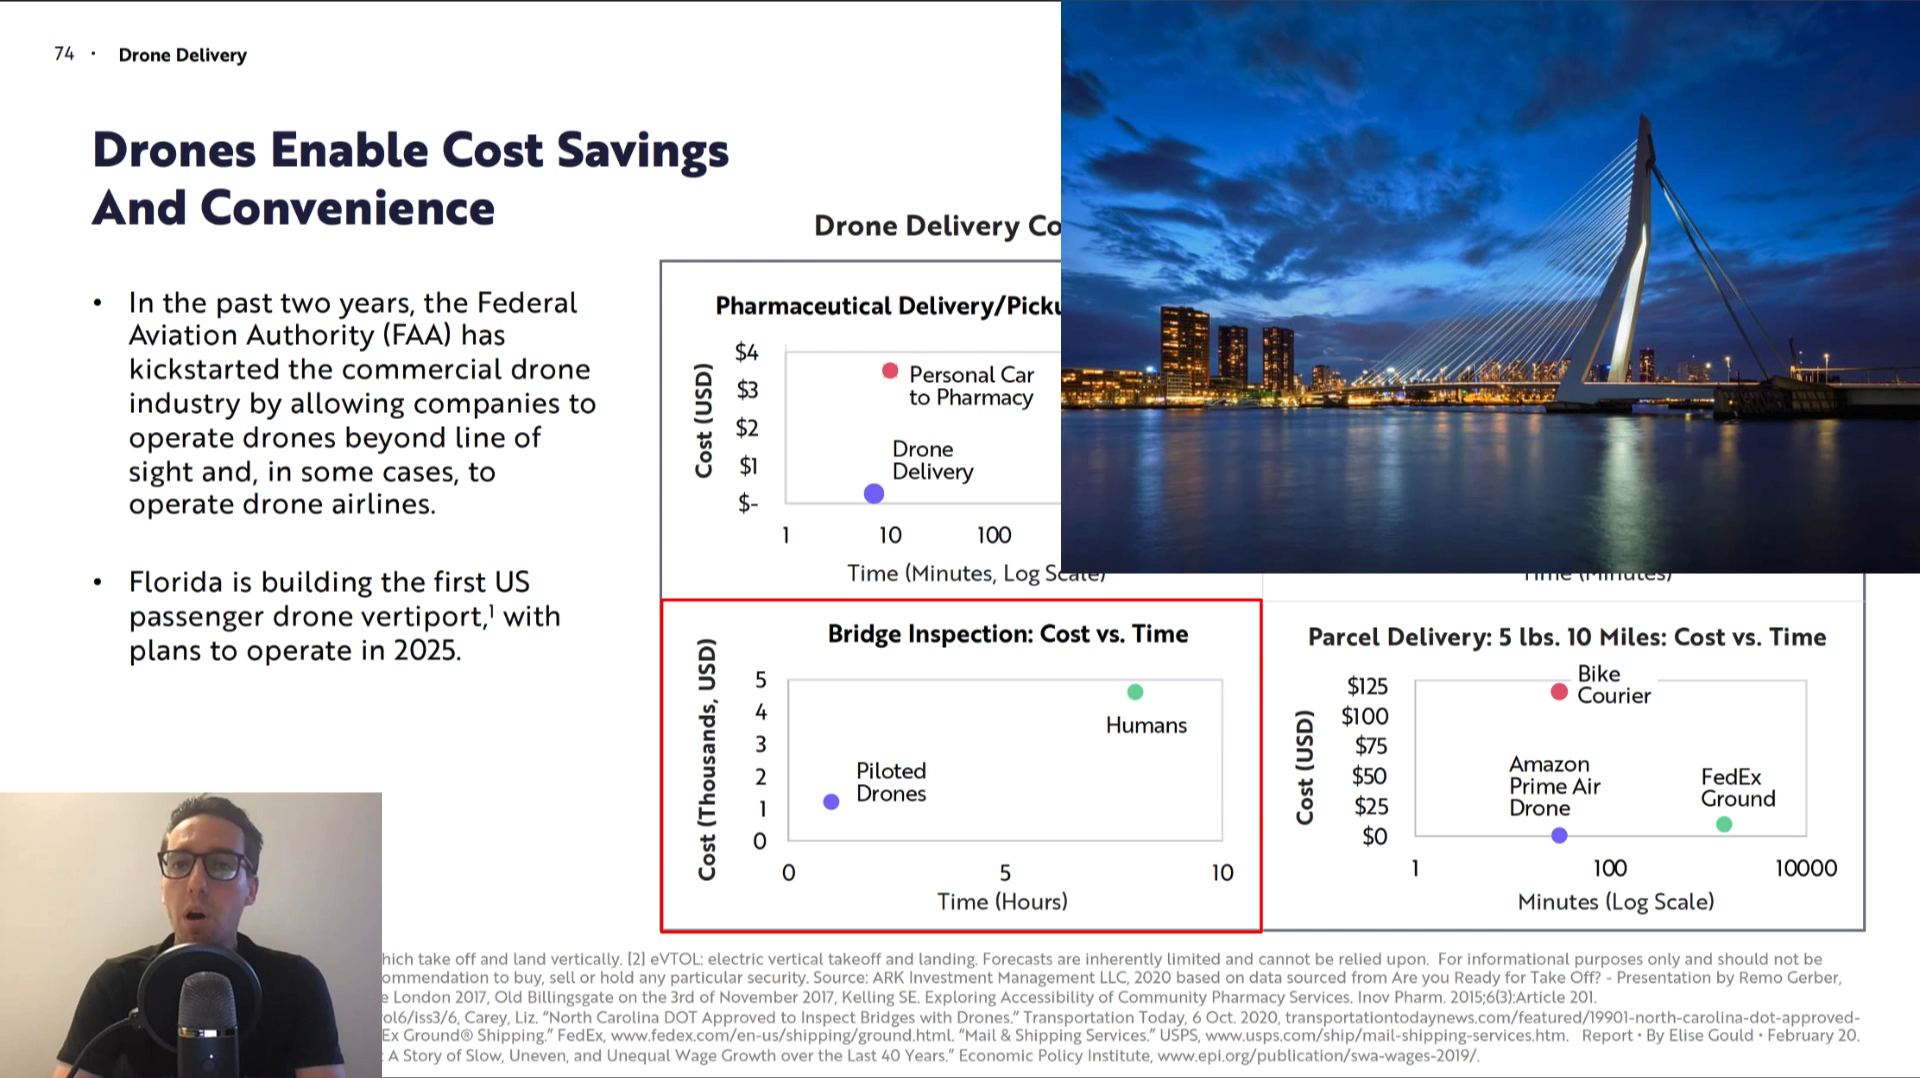 74 · Drone Delivery
Drones Enable Cost Savings
And Convenience
• In the past two years, the Federal
Aviation Authority (FAA) has
kickstarted the commercial drone
industry by allowing companies to
operate drones beyond line of
sight and, in some cases, to
operate drone airlines.
• Florida is building the first US
passenger drone vertiport,¹ with
plans to operate in 2025.
Drone Delivery Co
Pharmaceutical Delivery/Picku
Cost (USD)
$4
$3
$2
$1
$-
Personal Car
to Pharmacy
Drone
Delivery
1 10 100
Time (Minutes, Log Scale)
Time (Minutes)
Bridge Inspection: Cost vs. Time
Cost (Thousands, USD)
5
4
3
2
1
0
Humans
Piloted
Drones
0 5 10
Time (Hours)
Parcel Delivery: 5 lbs. 10 Miles: Cost vs. Time
Cost (USD)
$125
$100
$75
$50
$25
$0
Bike
Courier
Amazon
Prime Air
Drone
FedEx
Ground
1 100 10000
Minutes (Log Scale)
hich take off and land vertically. [2] eVTOL: electric vertical takeoff and landing. Forecasts are inherently limited and cannot be relied upon. For informational purposes only and should not be
ommendation to buy, sell or hold any particular security. Source: ARK Investment Management LLC, 2020 based on data sourced from Are you Ready for Take Off? - Presentation by Remo Gerber,
e London 2017, Old Billingsgate on the 3rd of November 2017, Kelling SE. Exploring Accessibility of Community Pharmacy Services. Inov Pharm. 2015;6(3):Article 201.
ol6/iss3/6, Carey, Liz. “North Carolina DOT Approved to Inspect Bridges with Drones.” Transportation Today, 6 Oct. 2020, transportationtodaynews.com/featured/19901-north-carolina-dot-approved-
Ex Ground® Shipping.” FedEx, www.fedex.com/en-us/shipping/ground.html. “Mail & Shipping Services.” USPS, www.usps.com/ship/mail-shipping-services.htm. Report • By Elise Gould • February 20.
: A Story of Slow, Uneven, and Unequal Wage Growth over the Last 40 Years.” Economic Policy Institute, www.epi.org/publication/swa-wages-2019/.